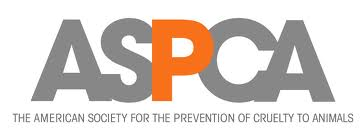 ASPCA
THE AMERICAN SOCIETY FOR THE PREVENTION OF CRUELTY TO ANIMALS